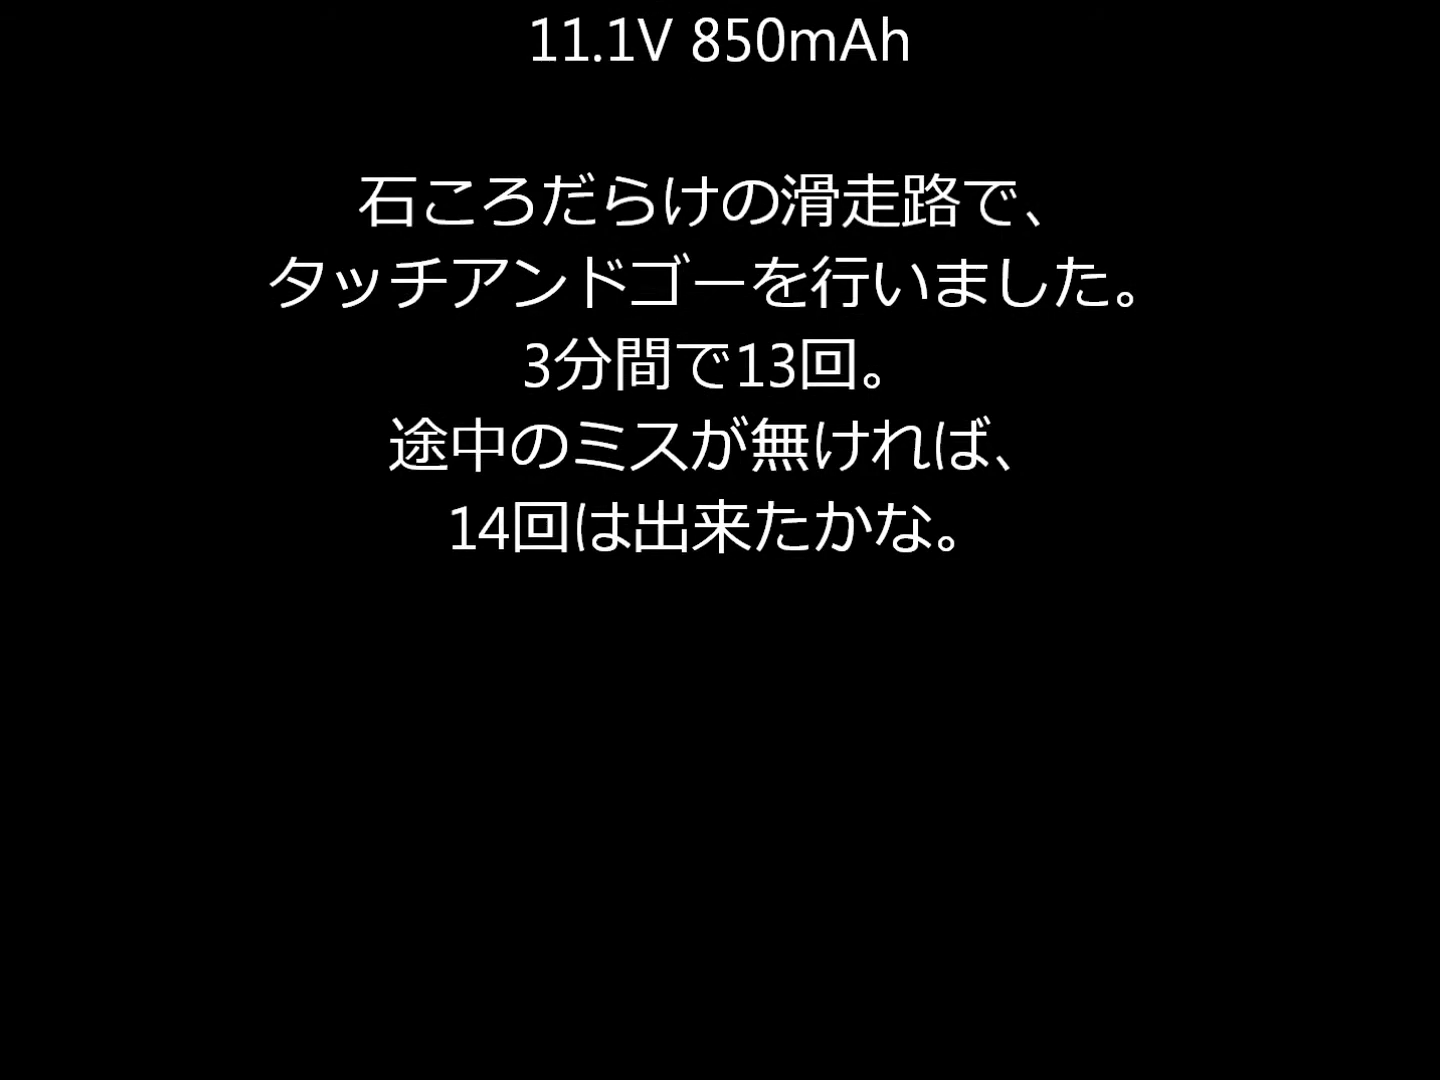 11.1V 850mAh
石ころだらけの滑走路で、
タッチアンドゴーを行いました。
3分間で13回。
途中のミスが無ければ、
14回は出来たかな。